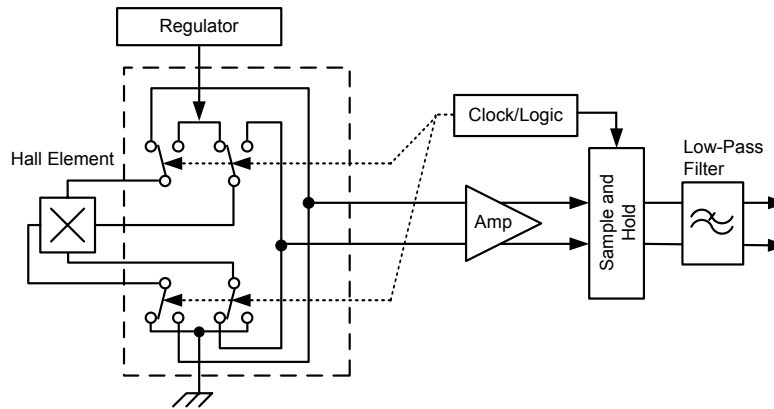 Regulator
Clock/Logic
Hall Element
Low-Pass
Filter
Amp
Sample and
Hold